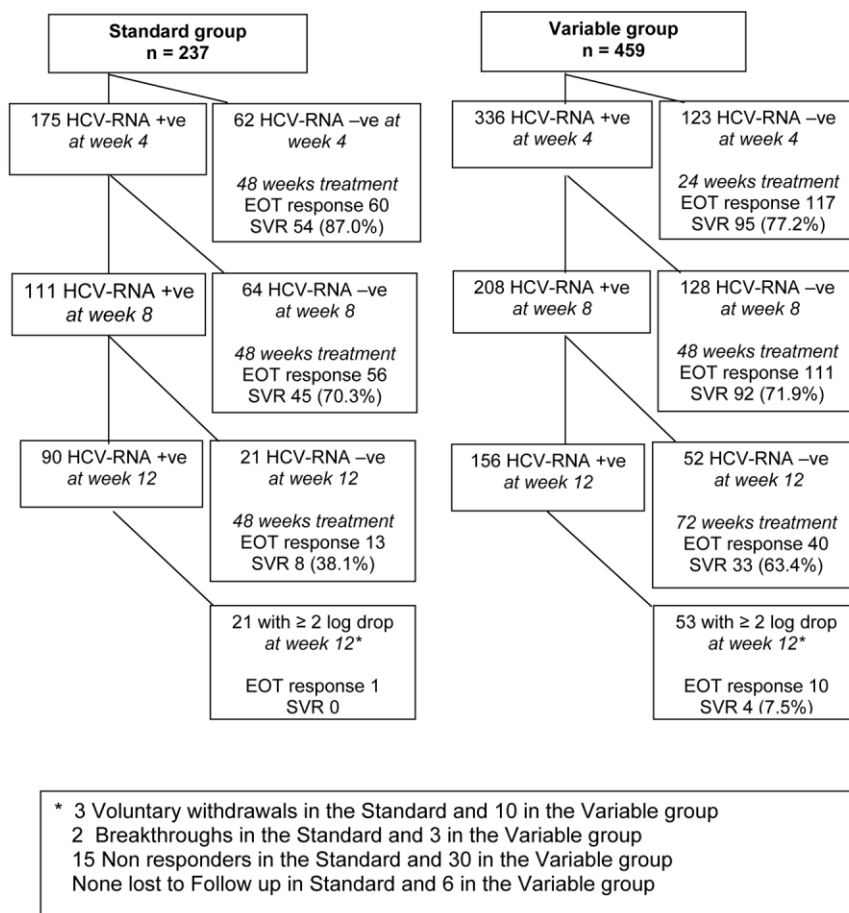 Standard group
n = 237
175 HCV-RNA +ve
at week 4
62 HCV-RNA –ve at
week 4
48 weeks treatment
EOT response 60
SVR 54 (87.0%)
111 HCV-RNA +ve
at week 8
64 HCV-RNA –ve
at week 8
48 weeks treatment
EOT response 56
SVR 45 (70.3%)
90 HCV-RNA +ve
at week 12
21 HCV-RNA –ve
at week 12
48 weeks treatment
EOT response 13
SVR 8 (38.1%)
21 with ≥ 2 log drop
at week 12*
EOT response 1
SVR 0
Variable group
n = 459
336 HCV-RNA +ve
at week 4
123 HCV-RNA –ve
at week 4
24 weeks treatment
EOT response 117
SVR 95 (77.2%)
208 HCV-RNA +ve
at week 8
128 HCV-RNA –ve
at week 8
48 weeks treatment
EOT response 111
SVR 92 (71.9%)
156 HCV-RNA +ve
at week 12
52 HCV-RNA –ve
at week 12
72 weeks treatment
EOT response 40
SVR 33 (63.4%)
53 with ≥ 2 log drop
at week 12*
EOT response 10
SVR 4 (7.5%)
* 3 Voluntary withdrawals in the Standard and 10 in the Variable group
2 Breakthroughs in the Standard and 3 in the Variable group
15 Non responders in the Standard and 30 in the Variable group
None lost to Follow up in Standard and 6 in the Variable group